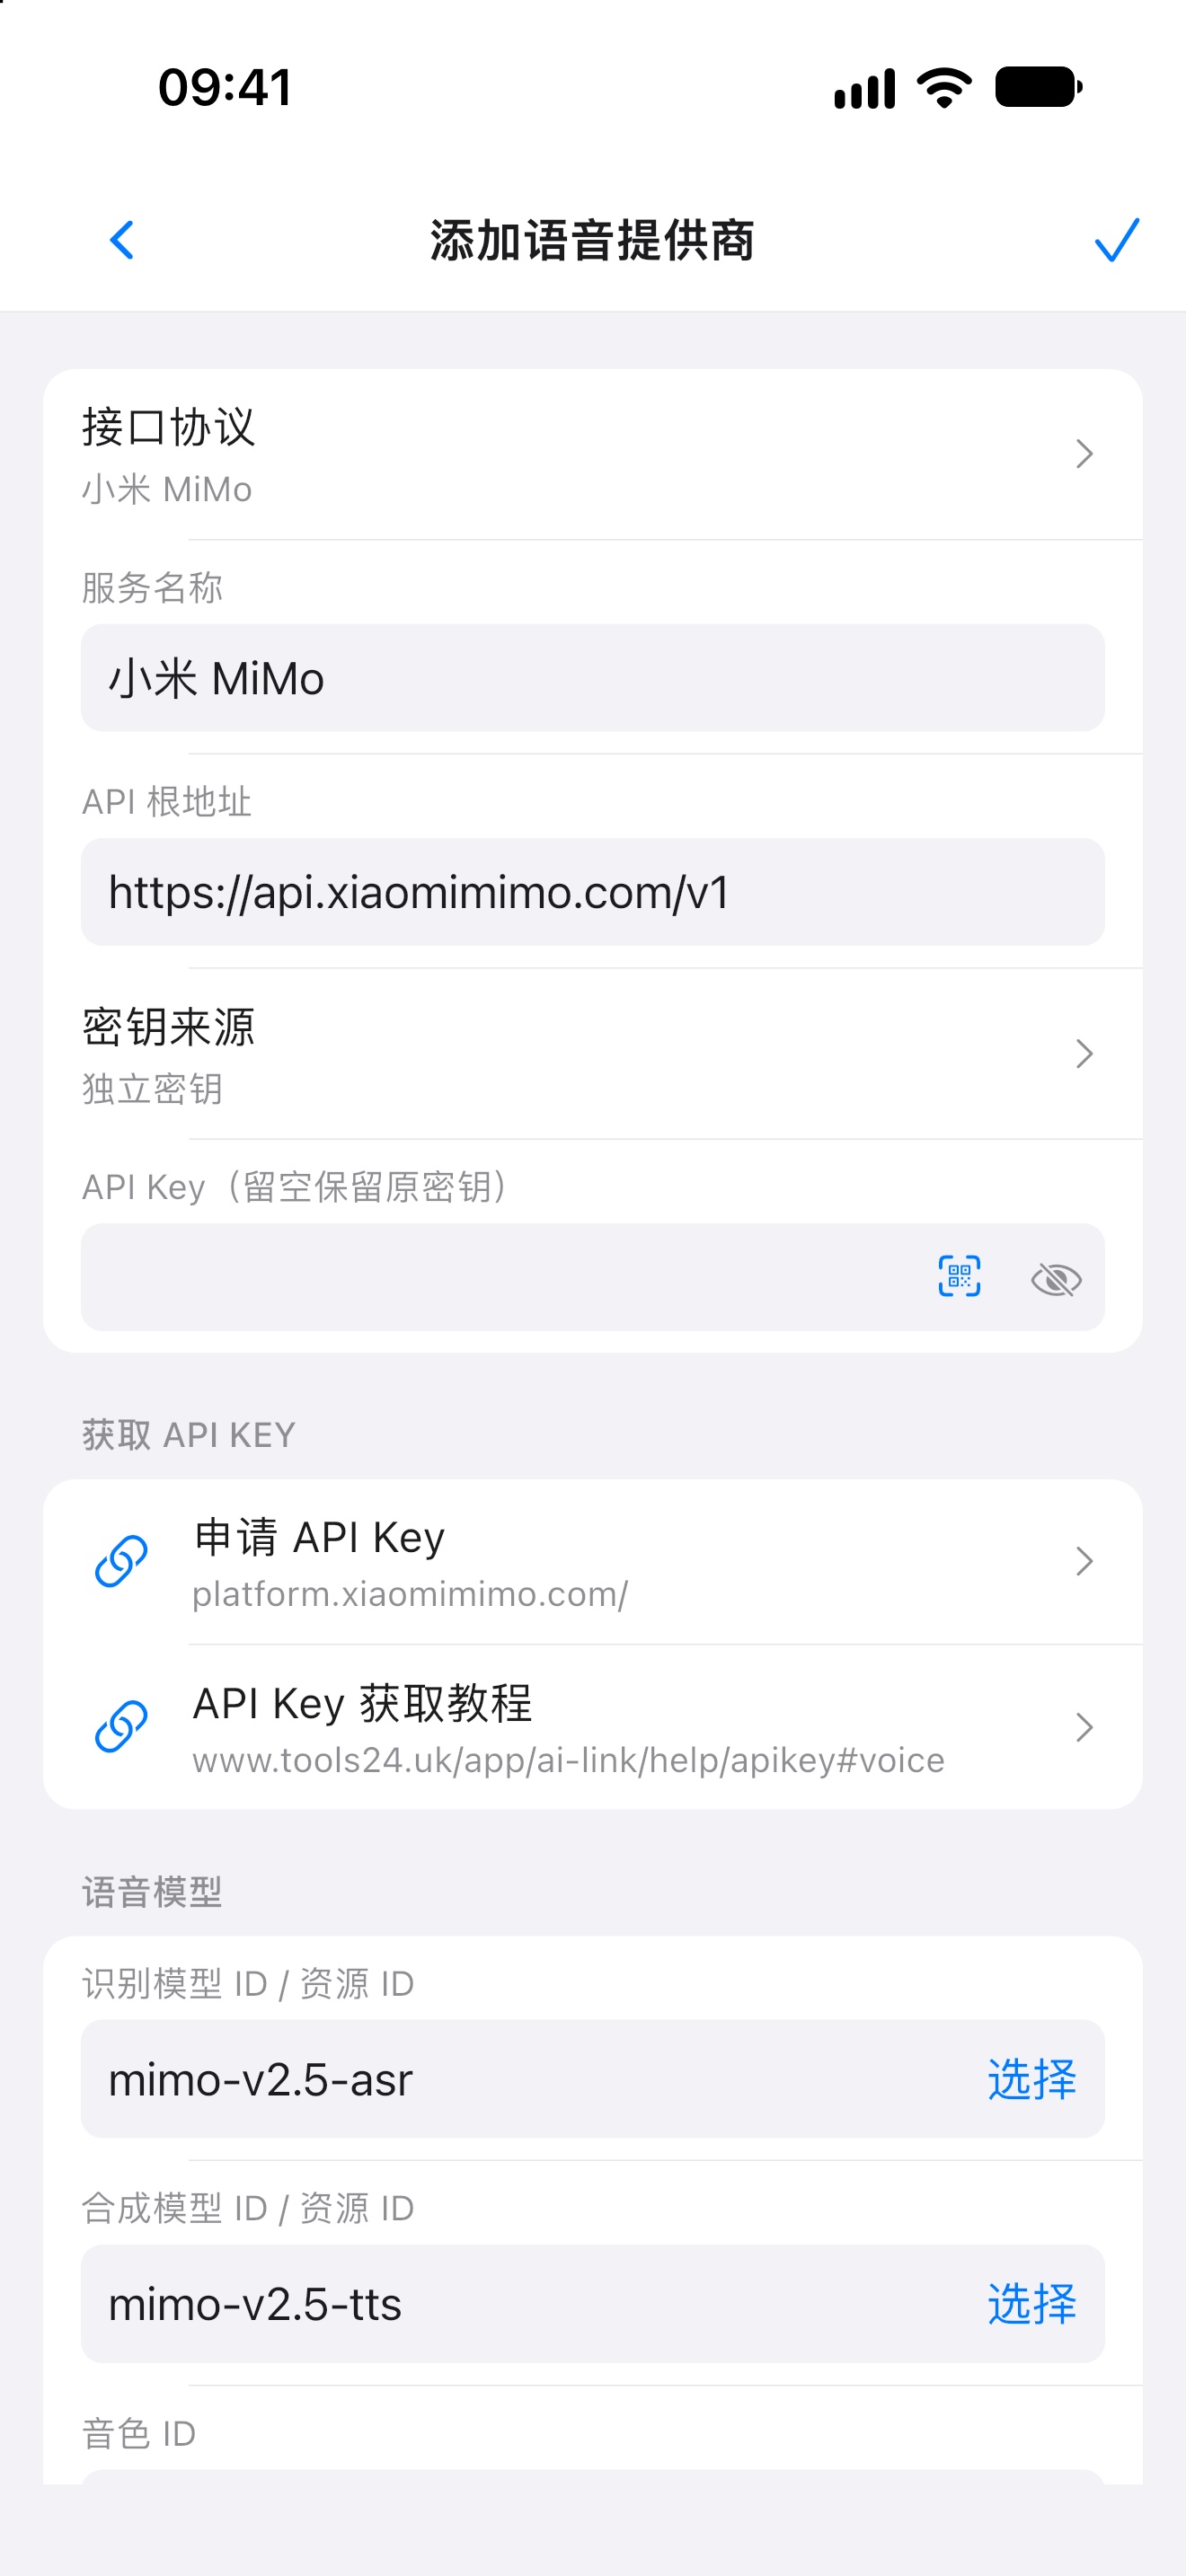 09:41
添加语音提供商
接口协议
小米 MiMo
服务名称
小米 MiMo
API 根地址
https://api.xiaomimimo.com/v1
密钥来源
独立密钥
API Key（留空保留原密钥）
获取 API KEY
申请 API Key
platform.xiaomimimo.com/
API Key 获取教程
www.tools24.uk/app/ai-link/help/apikey#voice
语音模型
识别模型 ID / 资源 ID
mimo-v2.5-asr
选择
合成模型 ID / 资源 ID
mimo-v2.5-tts
选择
音色 ID